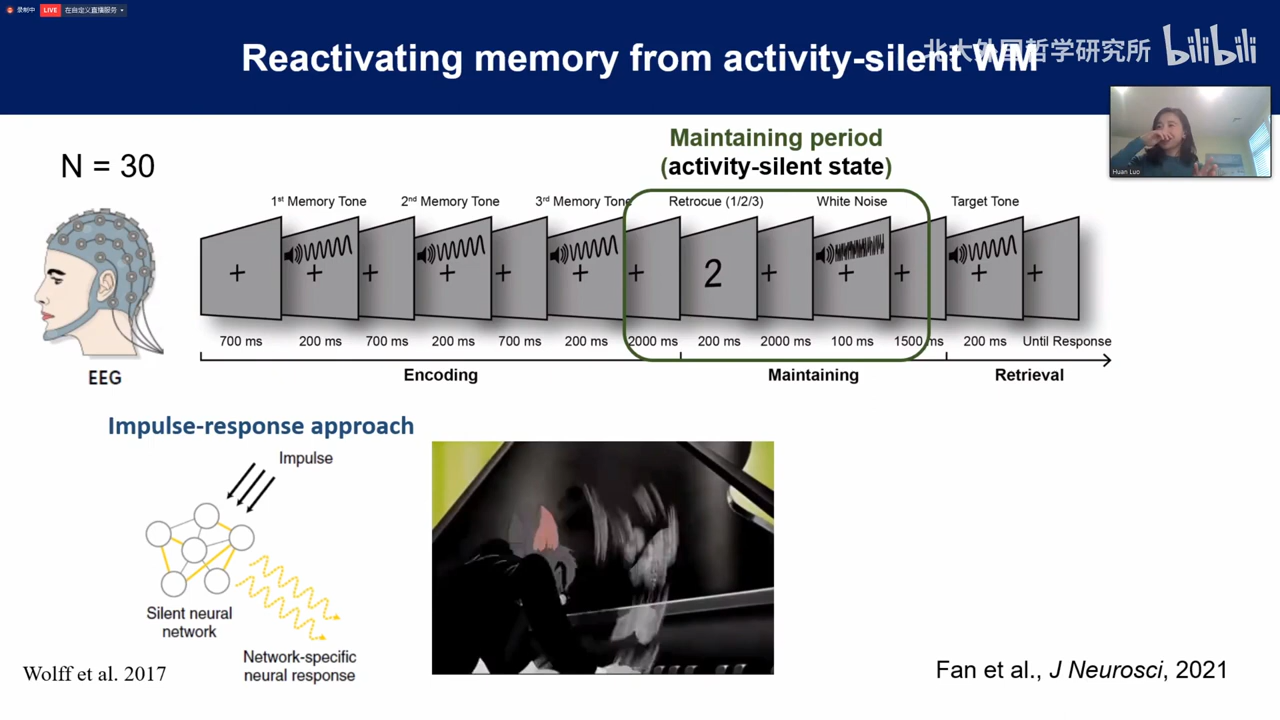 录制中 LIVE 在自定义直播服务
Reactivating memory from activity-silent WM
北大外国哲学研究所 bilibili
Huan Luo
N = 30
Maintaining period
(activity-silent state)
1st Memory Tone 2nd Memory Tone 3rd Memory Tone Retrocue (1/2/3) White Noise Target Tone
2
700 ms 200 ms 700 ms 200 ms 700 ms 200 ms 2000 ms 200 ms 2000 ms 100 ms 1500 ms 200 ms Until Response
Encoding Maintaining Retrieval
EEG
Impulse-response approach
Impulse
Silent neural
network
Network-specific
neural response
Wolff et al. 2017
Fan et al., J Neurosci, 2021